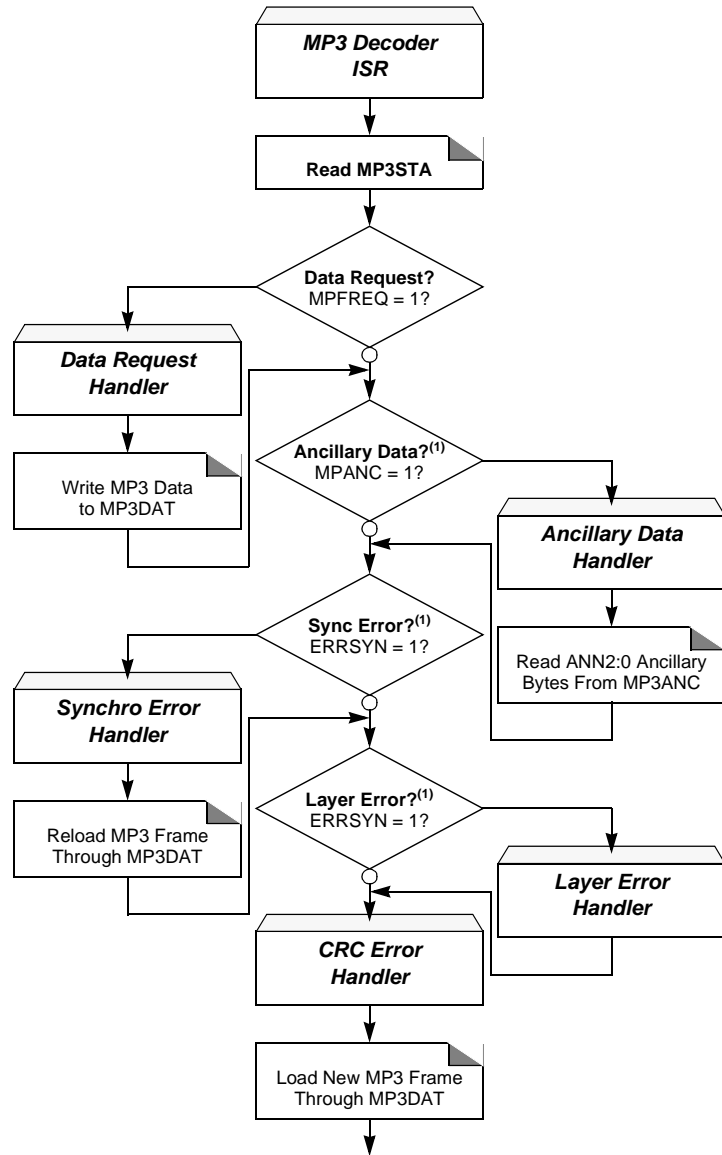 MP3 Decoder
ISR
Read MP3STA
Data Request?
MPFREQ = 1?
Data Request
Handler
Write MP3 Data
to MP3DAT
Ancillary Data?(1)
MPANC = 1?
Ancillary Data
Handler
Read ANN2:0 Ancillary
Bytes From MP3ANC
Sync Error?(1)
ERRSYN = 1?
Synchro Error
Handler
Reload MP3 Frame
Through MP3DAT
Layer Error?(1)
ERRSYN = 1?
Layer Error
Handler
CRC Error
Handler
Load New MP3 Frame
Through MP3DAT